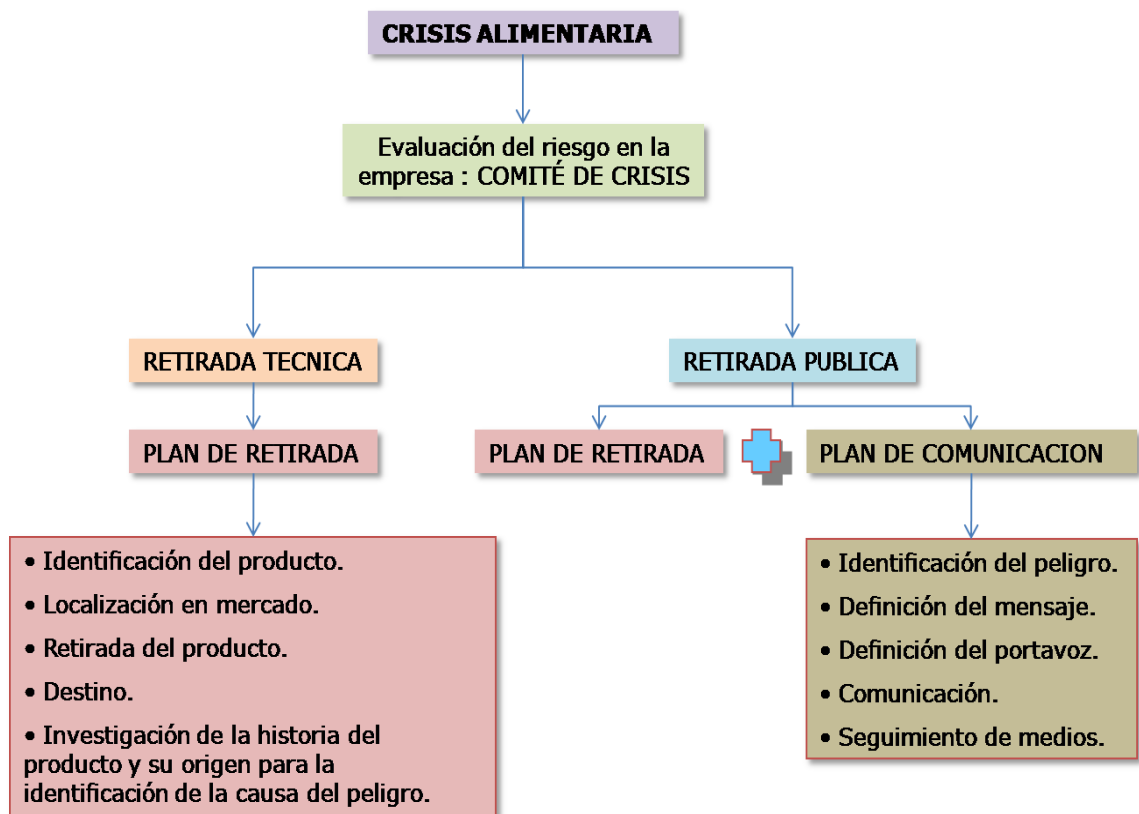 CRISIS ALIMENTARIA
Evaluación del riesgo en la
empresa : COMITÉ DE CRISIS
RETIRADA TECNICA
RETIRADA PUBLICA
PLAN DE RETIRADA
PLAN DE RETIRADA
PLAN DE COMUNICACION
• Identificación del producto.
• Localización en mercado.
• Retirada del producto.
• Destino.
• Investigación de la historia del
producto y su origen para la
identificación de la causa del peligro.
• Identificación del peligro.
• Definición del mensaje.
• Definición del portavoz.
• Comunicación.
• Seguimiento de medios.